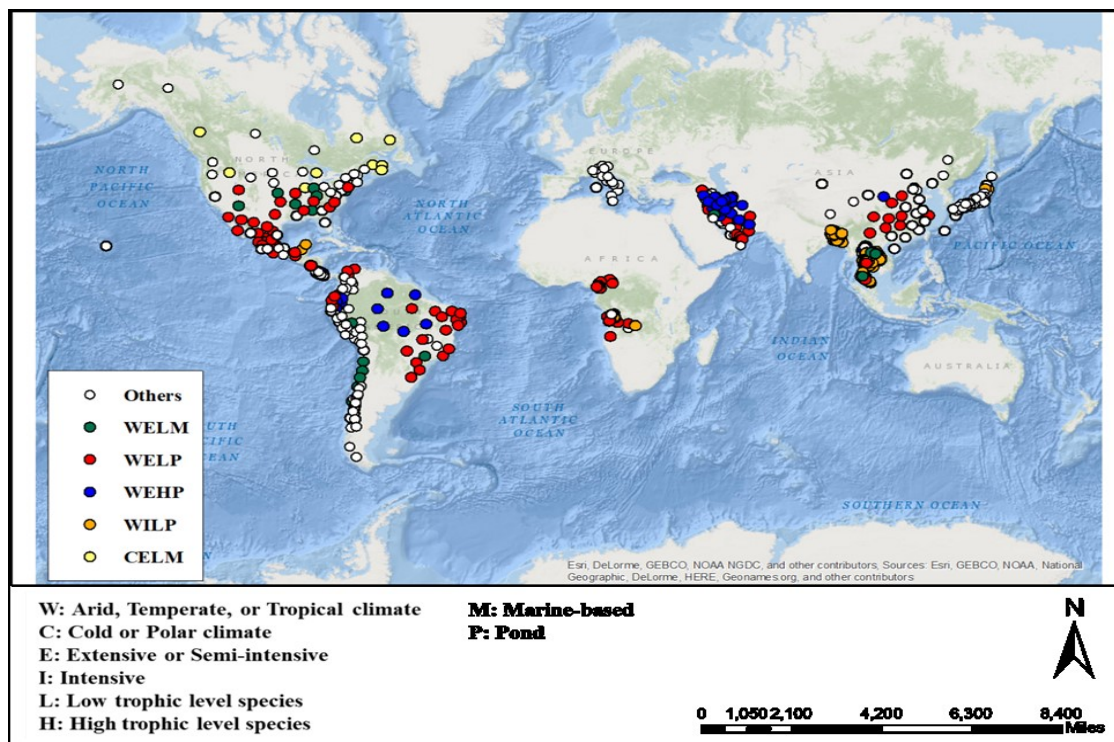 NORTH
PACIFIC
OCEAN
NORTH
EUROPE
ASIA
NORTH
ATLANTIC
OCEAN
PACIFIC OCEAN
AFRICA
INDIAN
OCEAN
AUSTRALIA
SOUTH
ATLANTIC
OCEAN
SOUTHERN OCEAN
Others
WELM
WELP
WEHP
WILP
CELM
Esri, DeLorme, GEBCO, NOAA NGDC, and other contributors, Sources: Esri, GEBCO, NOAA, National
Geographic, DeLorme, HERE, Geonames.org, and other contributors
W: Arid, Temperate, or Tropical climate
C: Cold or Polar climate
E: Extensive or Semi-intensive
I: Intensive
L: Low trophic level species
H: High trophic level species
M: Marine-based
P: Pond
N
0 1,050 2,100 4,200 6,300 8,400
Miles